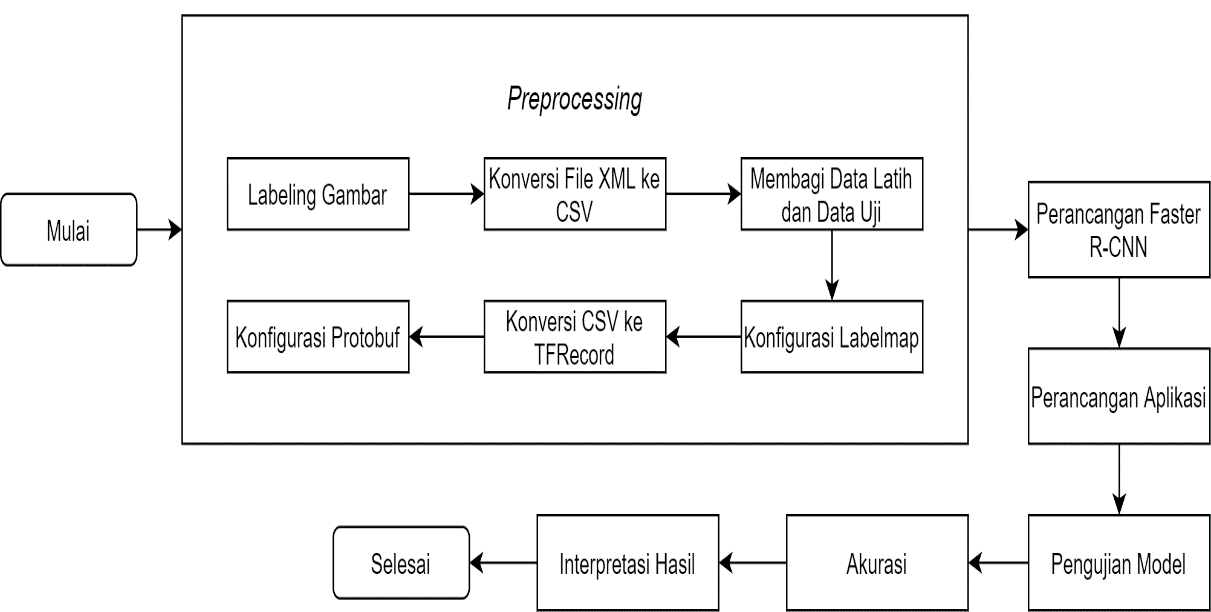 Preprocessing
Mulai
Labeling Gambar
Konversi File XML ke
CSV
Membagi Data Latih
dan Data Uji
Konfigurasi Labelmap
Konversi CSV ke
TFRecord
Konfigurasi Protobuf
Perancangan Faster
R-CNN
Perancangan Aplikasi
Pengujian Model
Akurasi
Interpretasi Hasil
Selesai